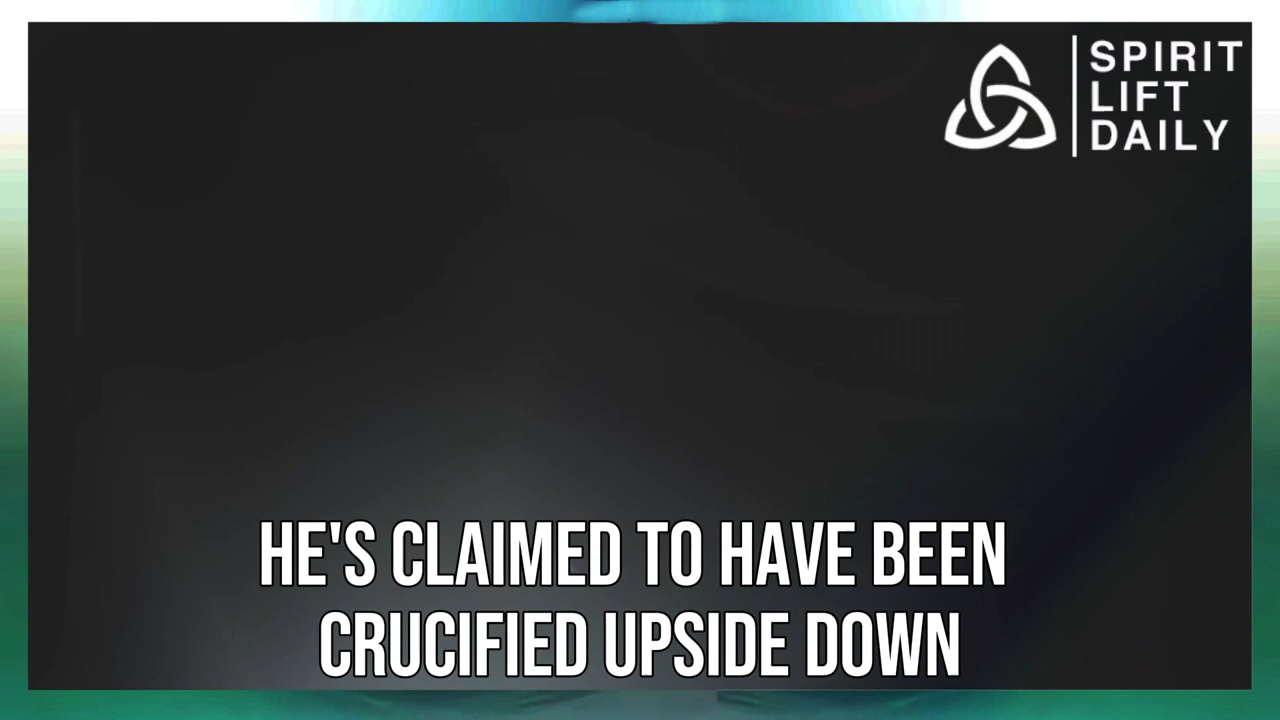 SPIRIT
LIFT
DAILY
HE'S CLAIMED TO HAVE BEEN
CRUCIFIED UPSIDE DOWN